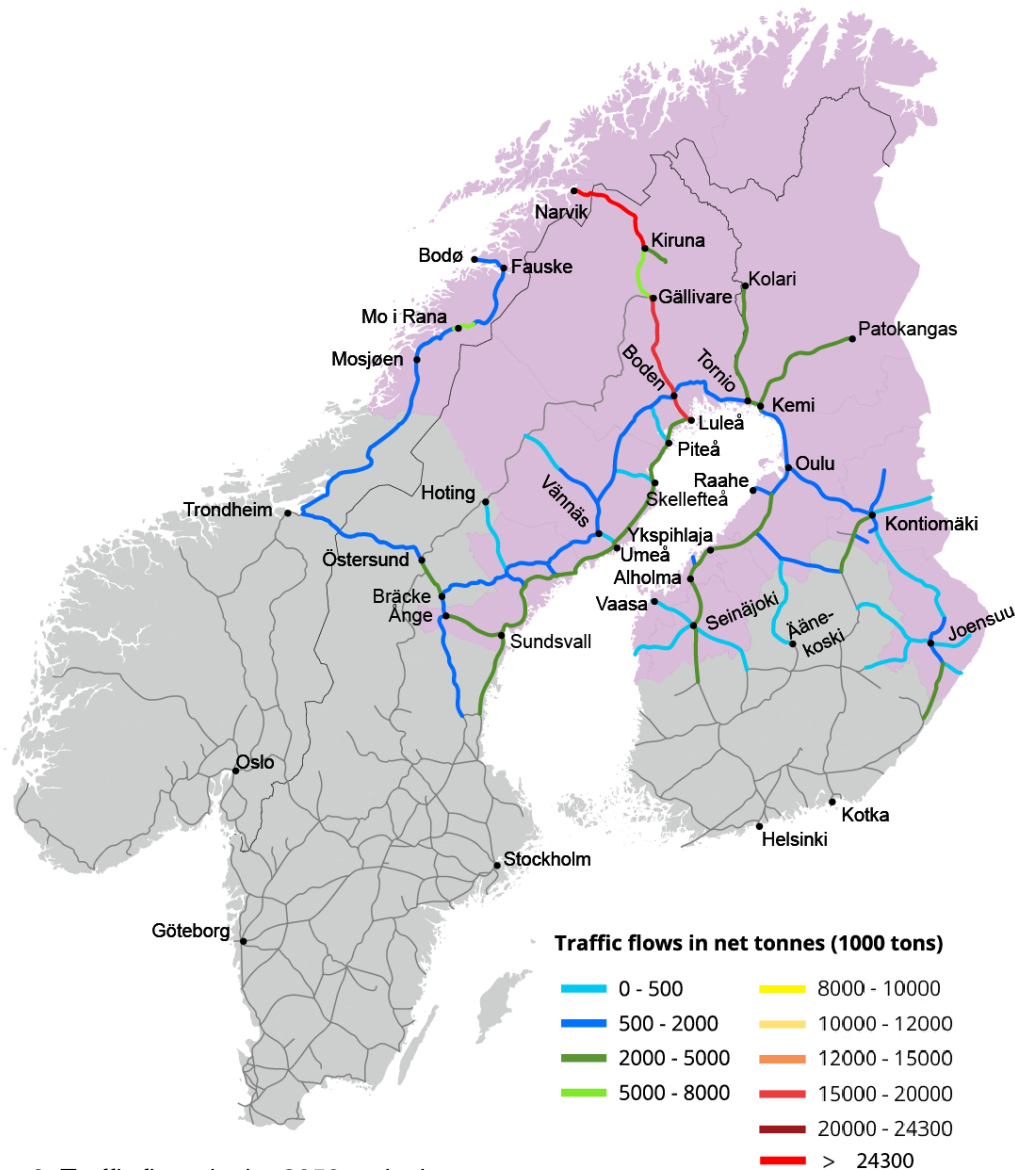 Narvik
Kiruna
Bodø
Fauske
Kolari
Gällivare
Mo i Rana
Patokangas
Mosjøen
Boden
Tornio
Kemi
Luleå
Piteå
Oulu
Raahe
Hoting
Vännäs
Skellefteå
Trondheim
Kontiomäki
Ykspihlaja
Umeå
Östersund
Alholma
Bräcke
Vaasa
Ånge
Seinäjoki
Ääne-
koski
Joensuu
Sundsvall
Oslo
Kotka
Helsinki
Stockholm
Göteborg
Traffic flows in net tonnes (1000 tons)
0 - 500
500 - 2000
2000 - 5000
5000 - 8000
8000 - 10000
10000 - 12000
12000 - 15000
15000 - 20000
20000 - 24300
> 24300